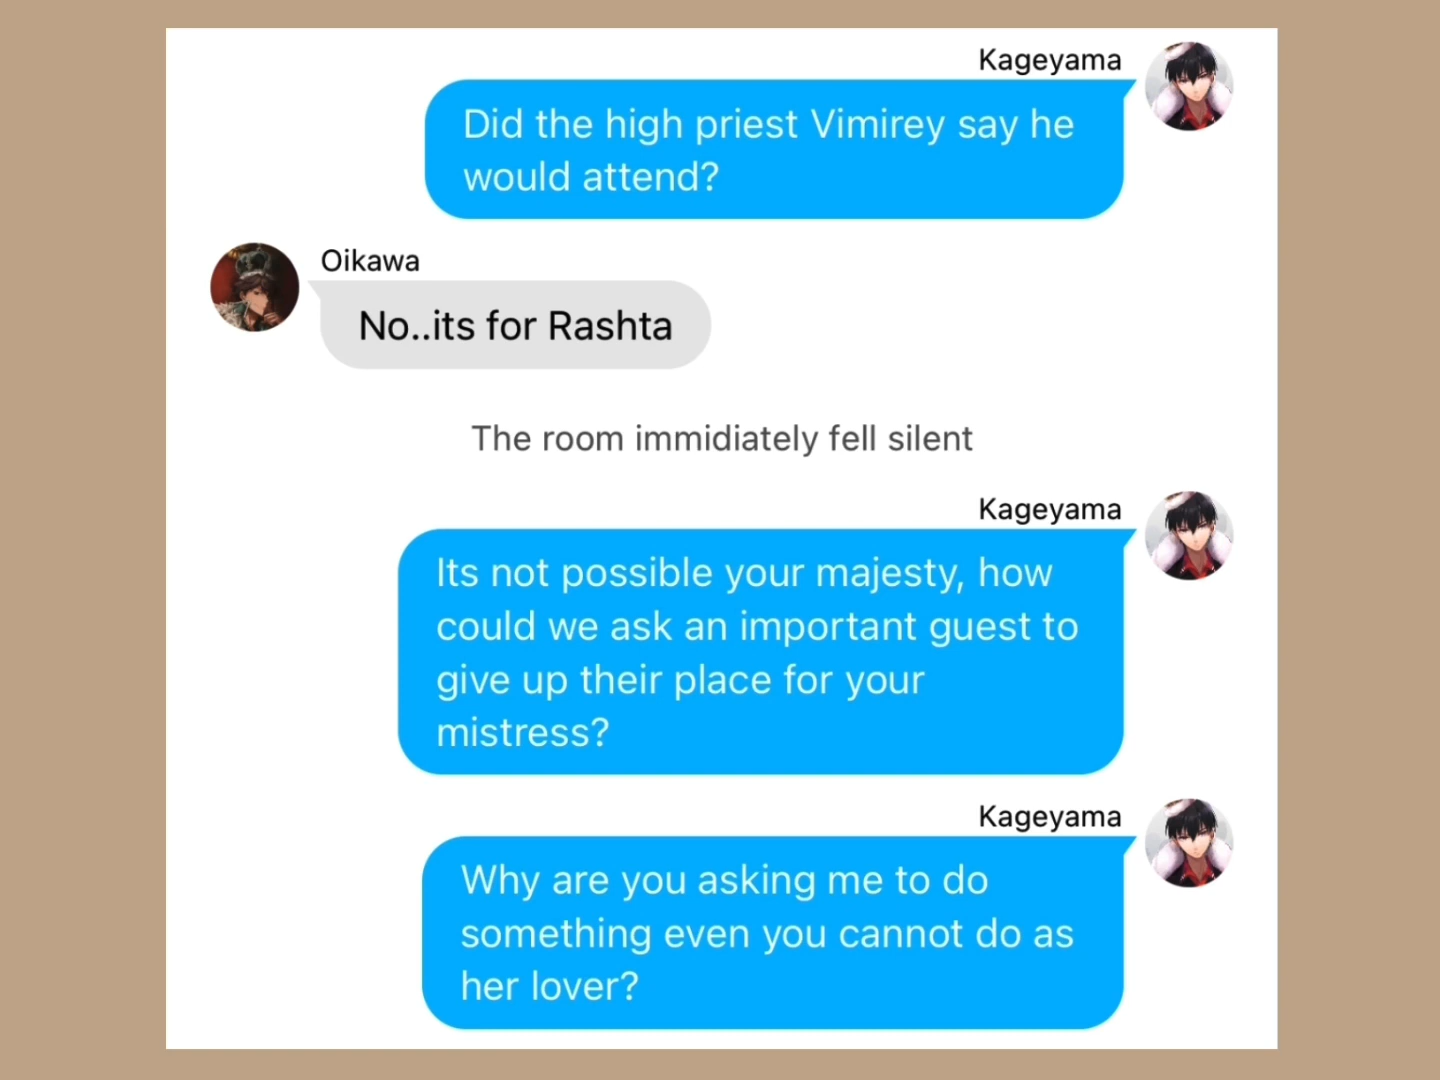 Kageyama
Did the high priest Vimirey say he
would attend?
Oikawa
No..its for Rashta
The room immidiately fell silent
Kageyama
Its not possible your majesty, how
could we ask an important guest to
give up their place for your
mistress?
Kageyama
Why are you asking me to do
something even you cannot do as
her lover?